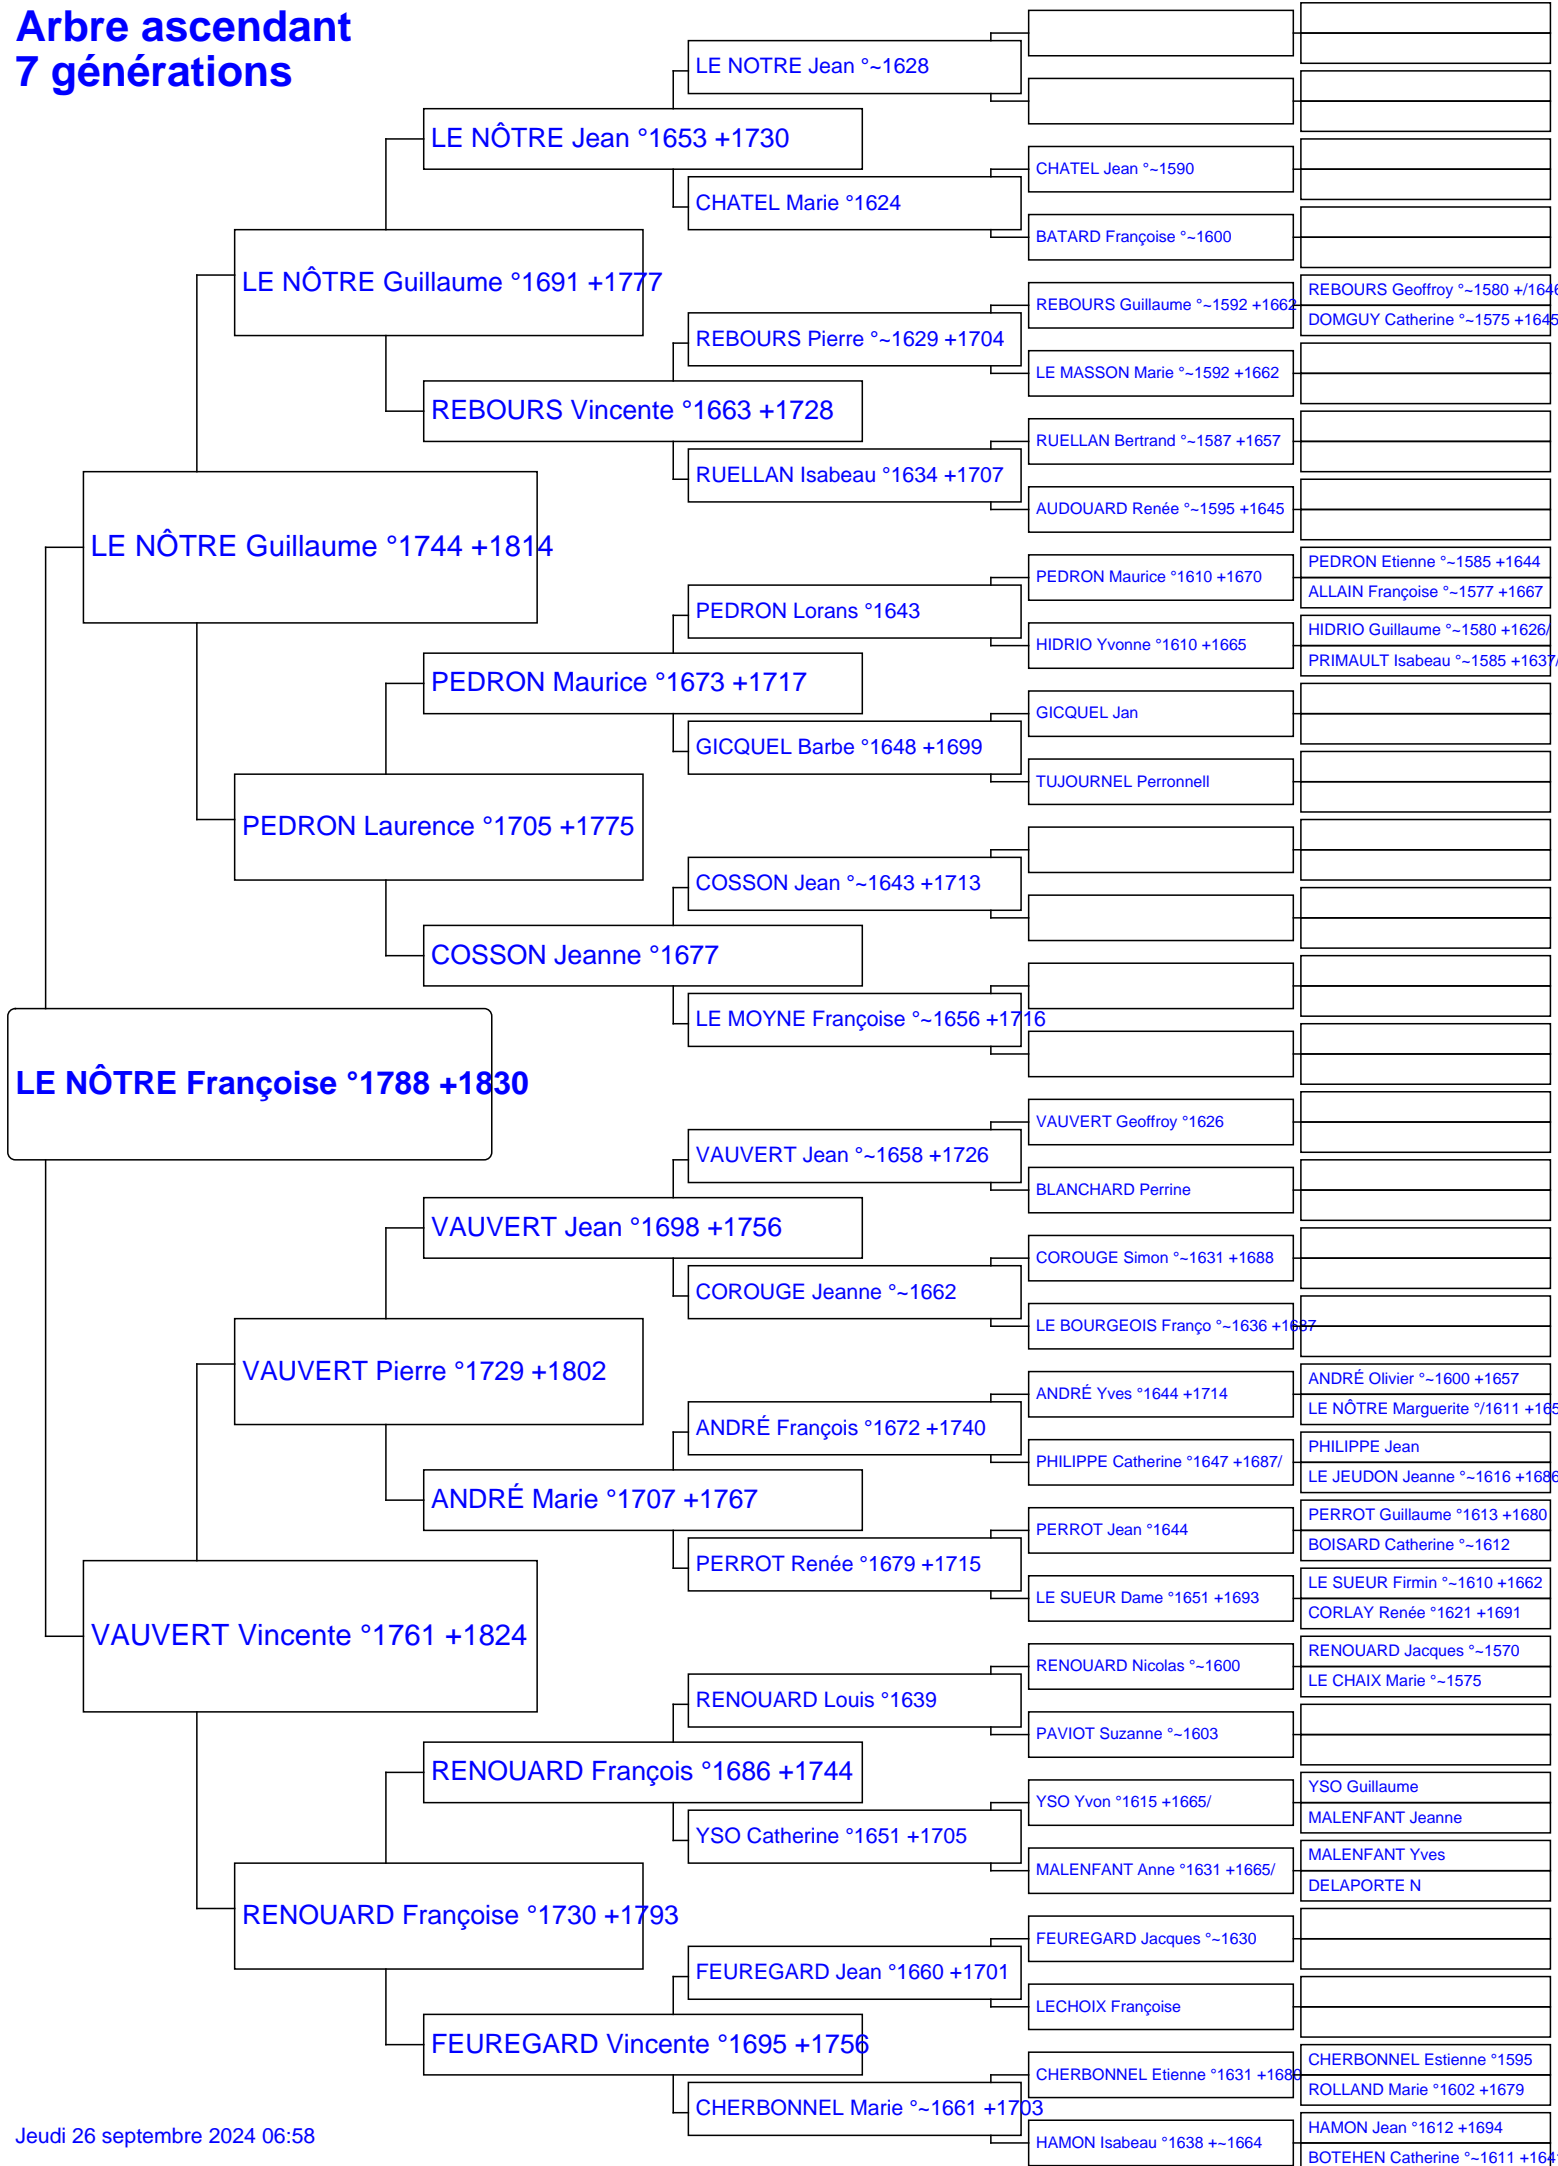 Arbre ascendant
7 générations
LE NOTRE Jean °~1628
LE NÔTRE Jean °1653 +1730
CHATEL Jean °~1590
CHATEL Marie °1624
BATARD Françoise °~1600
LE NÔTRE Guillaume °1691 +1777
REBOURS Geoffroy °~1580 +/1646
REBOURS Guillaume °~1592 +1662
DOMGUY Catherine °~1575 +1645
REBOURS Pierre °~1629 +1704
LE MASSON Marie °~1592 +1662
REBOURS Vincente °1663 +1728
RUELLAN Bertrand °~1587 +1657
RUELLAN Isabeau °1634 +1707
AUDOUARD Renée °~1595 +1645
LE NÔTRE Guillaume °1744 +1814
PEDRON Etienne °~1585 +1644
PEDRON Maurice °1610 +1670
ALLAIN Françoise °~1577 +1667
PEDRON Lorans °1643
HIDRIO Guillaume °~1580 +1626/
HIDRIO Yvonne °1610 +1665
PRIMAULT Isabeau °~1585 +1637/
PEDRON Maurice °1673 +1717
GICQUEL Jan
GICQUEL Barbe °1648 +1699
TUJOURNEL Perronnell
PEDRON Laurence °1705 +1775
COSSON Jean °~1643 +1713
COSSON Jeanne °1677
LE MOYNE Françoise °~1656 +1716
LE NÔTRE Françoise °1788 +1830
VAUVERT Geoffroy °1626
VAUVERT Jean °~1658 +1726
BLANCHARD Perrine
VAUVERT Jean °1698 +1756
COROUGE Simon °~1631 +1688
COROUGE Jeanne °~1662
LE BOURGEOIS Franço °~1636 +1687
VAUVERT Pierre °1729 +1802
ANDRÉ Olivier °~1600 +1657
ANDRÉ Yves °1644 +1714
LE NÔTRE Marguerite °/1611 +165
ANDRÉ François °1672 +1740
PHILIPPE Jean
PHILIPPE Catherine °1647 +1687/
LE JEUDON Jeanne °~1616 +1686
ANDRÉ Marie °1707 +1767
PERROT Guillaume °1613 +1680
PERROT Jean °1644
BOISARD Catherine °~1612
PERROT Renée °1679 +1715
LE SUEUR Firmin °~1610 +1662
LE SUEUR Dame °1651 +1693
CORLAY Renée °1621 +1691
VAUVERT Vincente °1761 +1824
RENOUARD Jacques °~1570
RENOUARD Nicolas °~1600
LE CHAIX Marie °~1575
RENOUARD Louis °1639
PAVIOT Suzanne °~1603
RENOUARD François °1686 +1744
YSO Guillaume
YSO Yvon °1615 +1665/
MALENFANT Jeanne
YSO Catherine °1651 +1705
MALENFANT Yves
MALENFANT Anne °1631 +1665/
DELAPORTE N
RENOUARD Françoise °1730 +1793
FEUREGARD Jacques °~1630
FEUREGARD Jean °1660 +1701
LECHOIX Françoise
FEUREGARD Vincente °1695 +1756
CHERBONNEL Estienne °1595
CHERBONNEL Etienne °1631 +1680
ROLLAND Marie °1602 +1679
CHERBONNEL Marie °~1661 +1703
HAMON Jean °1612 +1694
HAMON Isabeau °1638 +~1664
BOTEHEN Catherine °~1611 +1641
Jeudi 26 septembre 2024 06:58